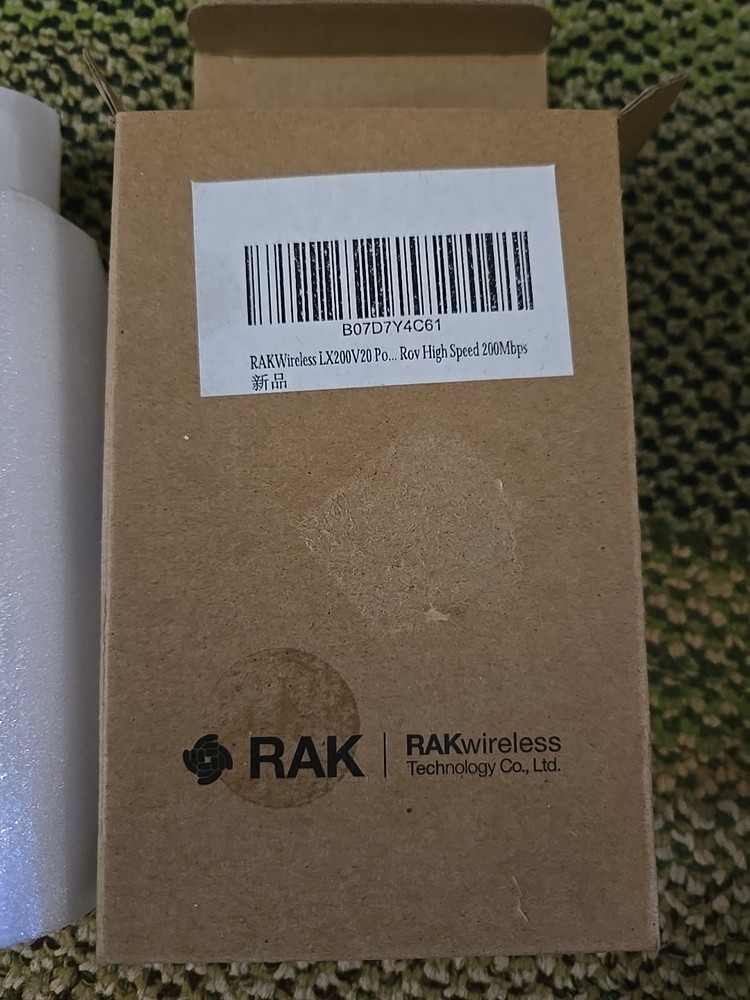 B07D7Y4C61
RAKWireless LX200V20 Po... Rov High Speed 200Mbps
新品
RAK
RAKwireless
Technology Co., Ltd.